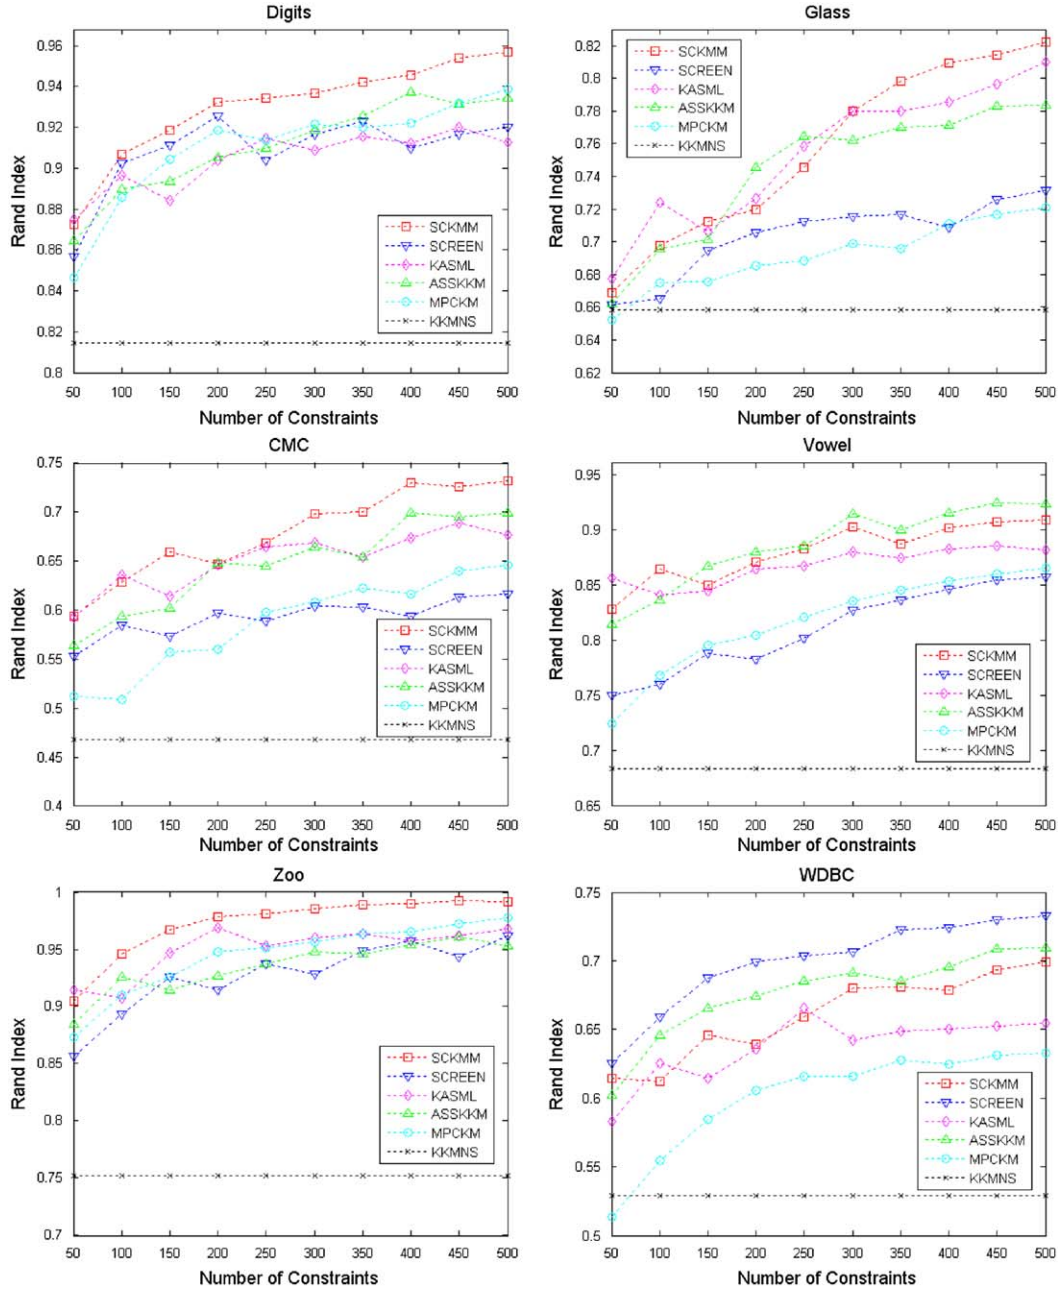 Digits
0.96
0.94
0.92
0.9
0.88
0.86
0.84
0.82
0.8
Rand Index
SCKMM
SCREEN
KASML
ASSKKM
MPCKM
KKMNS
50 100 150 200 250 300 350 400 450 500
Number of Constraints
Glass
0.82
0.8
0.78
0.76
0.74
0.72
0.7
0.68
0.66
0.64
0.62
Rand Index
SCKMM
SCREEN
KASML
ASSKKM
MPCKM
KKMNS
50 100 150 200 250 300 350 400 450 500
Number of Constraints
CMC
0.75
0.7
0.65
0.6
0.55
0.5
0.45
0.4
Rand Index
SCKMM
SCREEN
KASML
ASSKKM
MPCKM
KKMNS
50 100 150 200 250 300 350 400 450 500
Number of Constraints
Vowel
0.95
0.9
0.85
0.8
0.75
0.7
0.65
Rand Index
SCKMM
SCREEN
KASML
ASSKKM
MPCKM
KKMNS
50 100 150 200 250 300 350 400 450 500
Number of Constraints
Zoo
1
0.95
0.9
0.85
0.8
0.75
0.7
Rand Index
SCKMM
SCREEN
KASML
ASSKKM
MPCKM
KKMNS
50 100 150 200 250 300 350 400 450 500
Number of Constraints
WDBC
0.75
0.7
0.65
0.6
0.55
0.5
Rand Index
SCKMM
SCREEN
KASML
ASSKKM
MPCKM
KKMNS
50 100 150 200 250 300 350 400 450 500
Number of Constraints